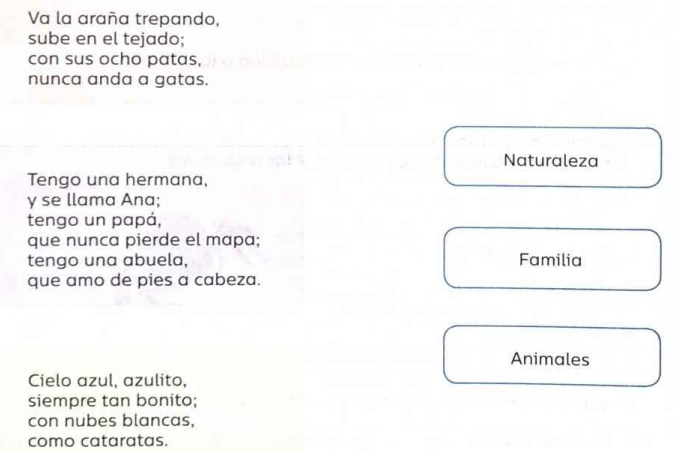 Va la araña trepando,
sube en el tejado;
con sus ocho patas,
nunca anda a gatas.
Tengo una hermana,
y se llama Ana;
tengo un papá,
que nunca pierde el mapa;
tengo una abuela,
que amo de pies a cabeza.
Cielo azul, azulito,
siempre tan bonito;
con nubes blancas,
como cataratas.
Naturaleza
Familia
Animales